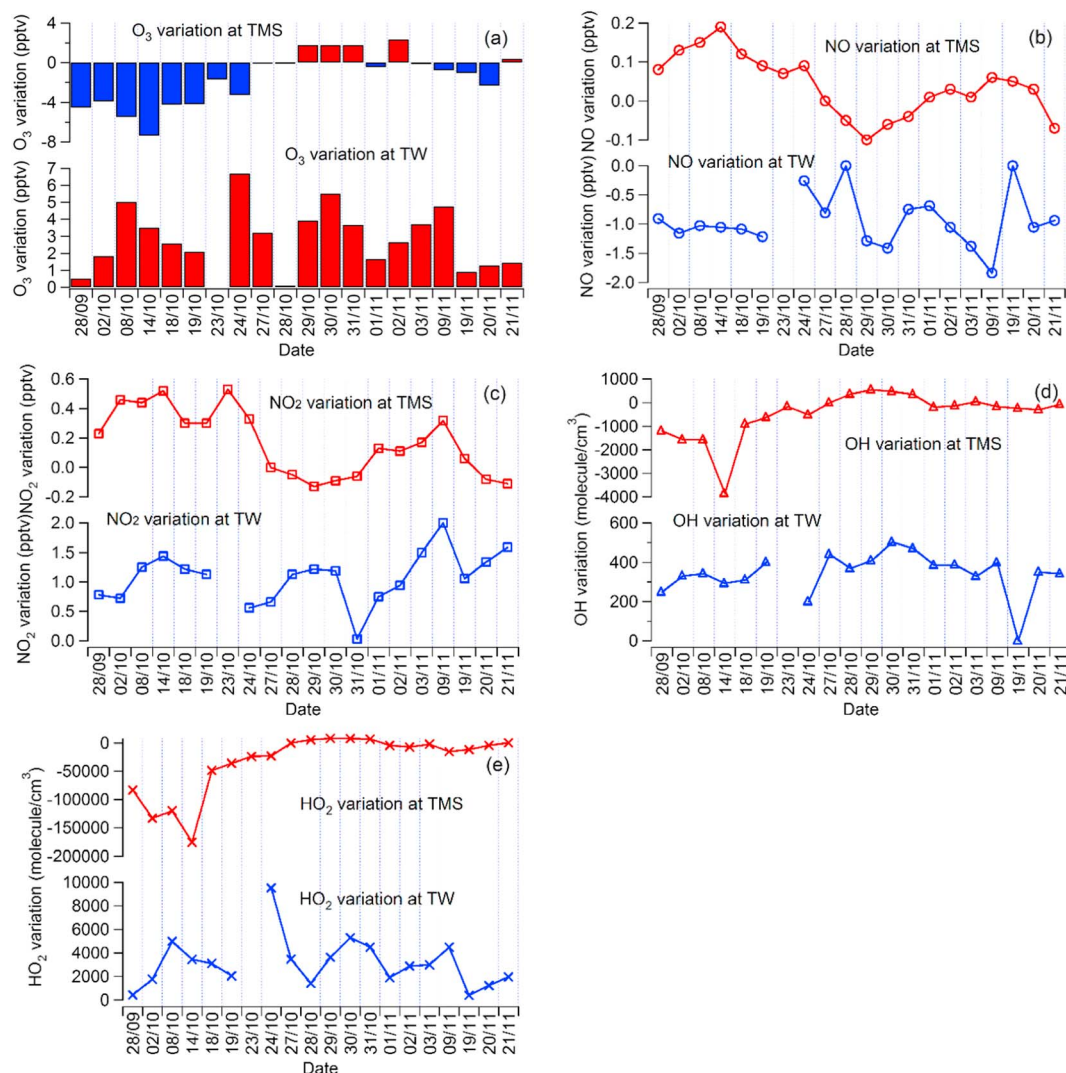 (a)
O3 variation at TMS
O3 variation (pptv)
4
0
-4
-8
O3 variation at TW
O3 variation (pptv)
7
6
5
4
3
2
1
0
28/09 02/10 08/10 14/10 18/10 19/10 23/10 24/10 27/10 28/10 29/10 30/10 31/10 01/11 02/11 03/11 09/11 19/11 20/11 21/11
Date
(b)
NO variation at TMS
NO variation (pptv)
0.2
0.1
0.0
-0.1
NO variation at TW
NO variation (pptv)
0.0
-0.5
-1.0
-1.5
-2.0
28/09 02/10 08/10 14/10 18/10 19/10 23/10 24/10 27/10 28/10 29/10 30/10 31/10 01/11 02/11 03/11 09/11 19/11 20/11 21/11
Date
(c)
NO2 variation at TMS
NO2 variation (pptv)
0.6
0.4
0.2
0.0
-0.2
NO2 variation at TW
NO2 variation (pptv)
2.0
1.5
1.0
0.5
0.0
28/09 02/10 08/10 14/10 18/10 19/10 23/10 24/10 27/10 28/10 29/10 30/10 31/10 01/11 02/11 03/11 09/11 19/11 20/11 21/11
Date
(d)
OH variation at TMS
OH variation (molecule/cm3)
1000
0
-1000
-2000
-3000
-4000
OH variation at TW
600
400
200
0
28/09 02/10 08/10 14/10 18/10 19/10 23/10 24/10 27/10 28/10 29/10 30/10 31/10 01/11 02/11 03/11 09/11 19/11 20/11 21/11
Date
(e)
HO2 variation at TMS
HO2 variation (molecule/cm3)
0
-50000
-100000
-150000
-200000
HO2 variation at TW
10000
8000
6000
4000
2000
0
28/09 02/10 08/10 14/10 18/10 19/10 23/10 24/10 27/10 28/10 29/10 30/10 31/10 01/11 02/11 03/11 09/11 19/11 20/11 21/11
Date